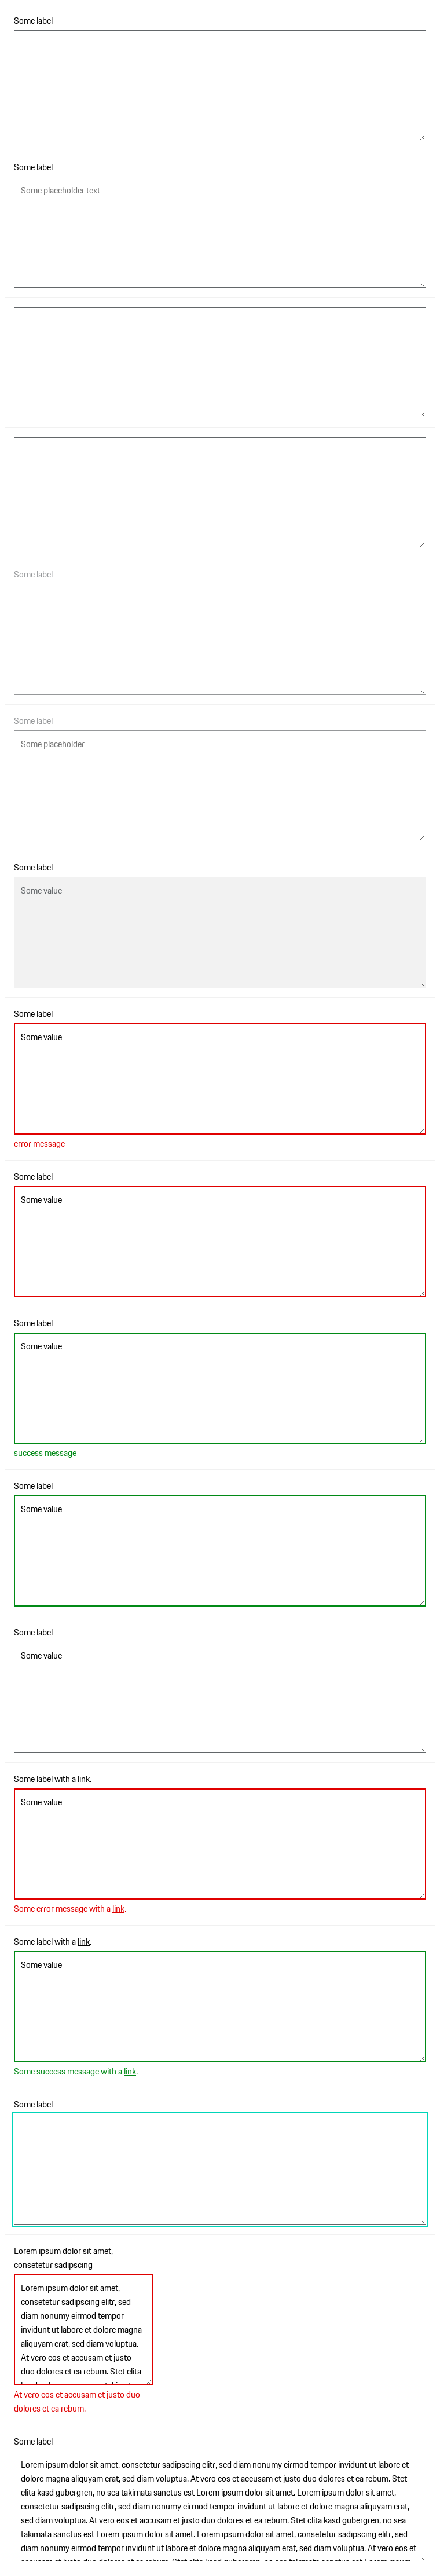 Some label
Some label
Some placeholder text
Some label
Some label
Some placeholder
Some label
Some value
Some label
Some value
error message
Some label
Some value
Some label
Some value
success message
Some label
Some value
Some label
Some value
Some label with a link.
Some value
Some error message with a link.
Some label with a link.
Some value
Some success message with a link.
Some label
Lorem ipsum dolor sit amet,
consetetur sadipscing
Lorem ipsum dolor sit amet,
consetetur sadipscing elitr, sed
diam nonumy eirmod tempor
invidunt ut labore et dolore magna
aliquyam erat, sed diam voluptua.
At vero eos et accusam et justo
duo dolores et ea rebum. Stet clita
At vero eos et accusam et justo duo
dolores et ea rebum.
Some label
Lorem ipsum dolor sit amet, consetetur sadipscing elitr, sed diam nonumy eirmod tempor invidunt ut labore et
dolore magna aliquyam erat, sed diam voluptua. At vero eos et accusam et justo duo dolores et ea rebum. Stet
clita kasd gubergren, no sea takimata sanctus est Lorem ipsum dolor sit amet. Lorem ipsum dolor sit amet,
consetetur sadipscing elitr, sed diam nonumy eirmod tempor invidunt ut labore et dolore magna aliquyam erat,
sed diam voluptua. At vero eos et accusam et justo duo dolores et ea rebum. Stet clita kasd gubergren, no sea
takimata sanctus est Lorem ipsum dolor sit amet. Lorem ipsum dolor sit amet, consetetur sadipscing elitr, sed
diam nonumy eirmod tempor invidunt ut labore et dolore magna aliquyam erat, sed diam voluptua. At vero eos et